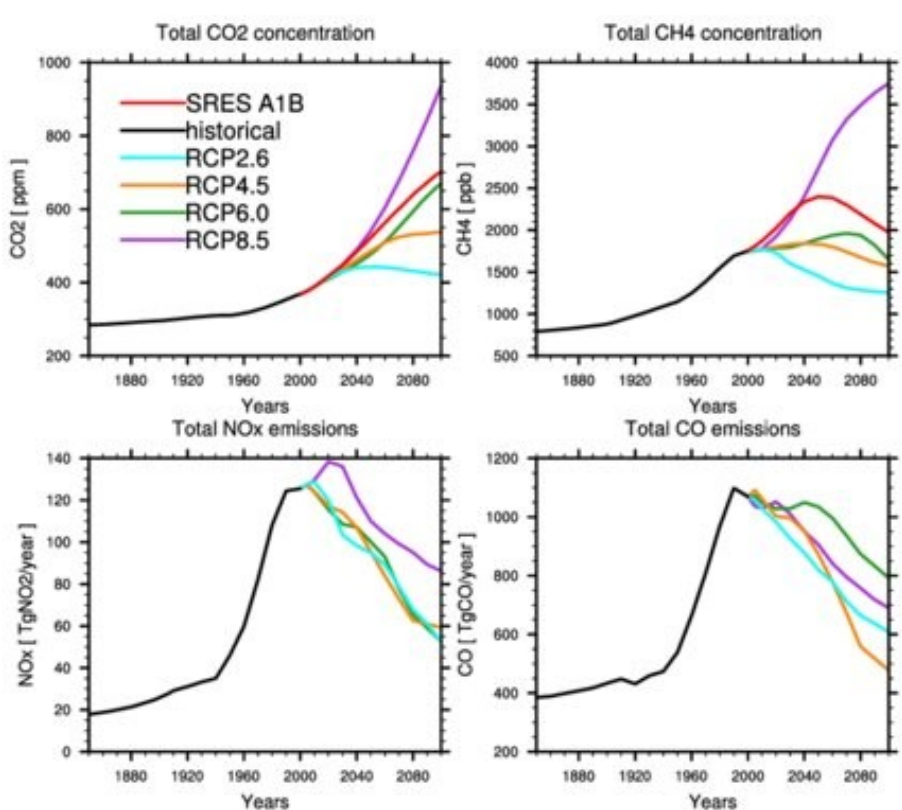 Total CO2 concentration
CO2 [ ppm ]
1000
800
600
400
200
SRES A1B
historical
RCP2.6
RCP4.5
RCP6.0
RCP8.5
1880 1920 1960 2000 2040 2080
Years
Total CH4 concentration
CH4 [ ppb ]
4000
3500
3000
2500
2000
1500
1000
500
1880 1920 1960 2000 2040 2080
Years
Total NOx emissions
NOx [ TgNO2/year ]
140
120
100
80
60
40
20
0
1880 1920 1960 2000 2040 2080
Years
Total CO emissions
CO [ TgCO/year ]
1200
1000
800
600
400
200
1880 1920 1960 2000 2040 2080
Years